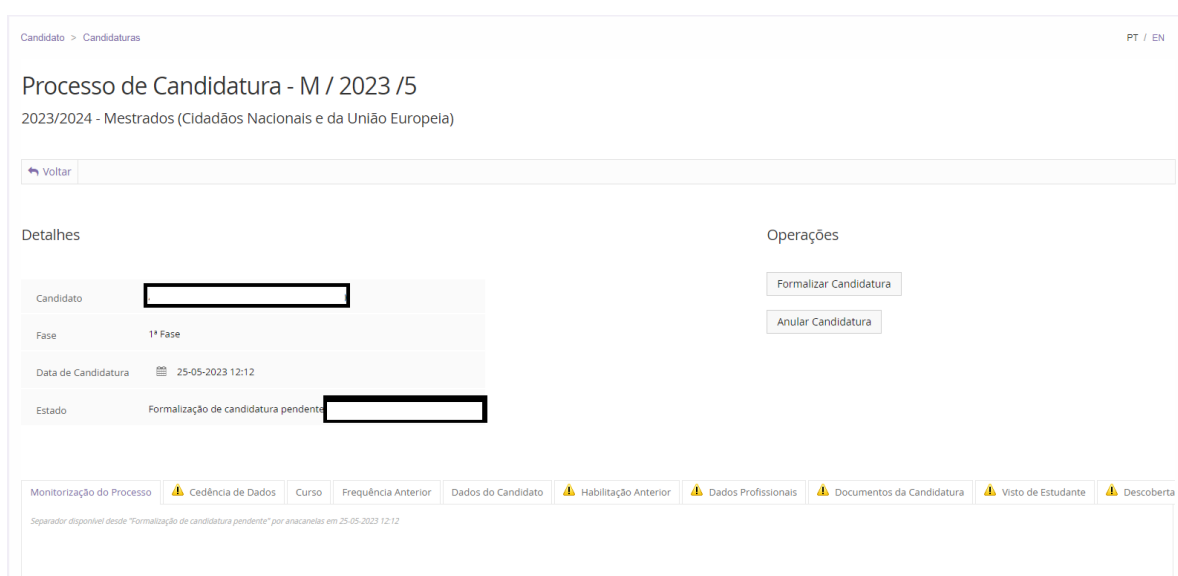 Candidato > Candidaturas
PT / EN
Processo de Candidatura - M / 2023 /5
2023/2024 - Mestrados (Cidadãos Nacionais e da União Europeia)
Voltar
Detalhes
Operações
Candidato
Formalizar Candidatura
Fase 1ª Fase
Anular Candidatura
Data de Candidatura 25-05-2023 12:12
Estado Formalização de candidatura pendente
Monitorização do Processo Cedência de Dados Curso Frequência Anterior Dados do Candidato Habilitação Anterior Dados Profissionais Documentos da Candidatura Visto de Estudante Descoberta
Separador disponível desde "Formalização de candidatura pendente" por anacanelas em 25-05-2023 12:12